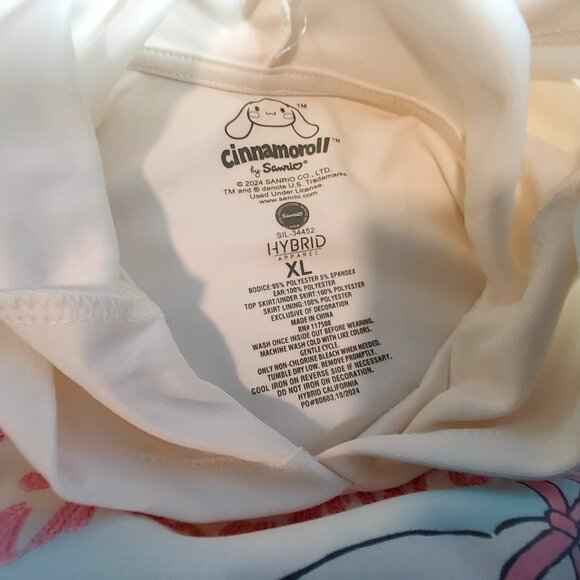 TM
cinnamoroll™
by Sanrio®
© 2024 SANRIO CO., LTD.
TM and ® denote U.S. Trademarks
Used Under License.
www.sanrio.com
Sanrio
SIL-34452
HYBRID
APPAREL
XL
BODICE:95% POLYESTER 5% SPANDEX
EAR:100% POLYESTER
TOP SKIRT/UNDER SKIRT:100% POLYESTER
SKIRT LINING:100% POLYESTER
EXCLUSIVE OF DECORATION
MADE IN CHINA
RN# 117508
WASH ONCE INSIDE OUT BEFORE WEARING.
MACHINE WASH COLD WITH LIKE COLORS.
GENTLE CYCLE.
ONLY NON-CHLORINE BLEACH WHEN NEEDED.
TUMBLE DRY LOW. REMOVE PROMPTLY.
COOL IRON ON REVERSE SIDE IF NECESSARY.
DO NOT IRON ON DECORATION.
HYBRID CALIFORNIA
PO#80603,10/2024